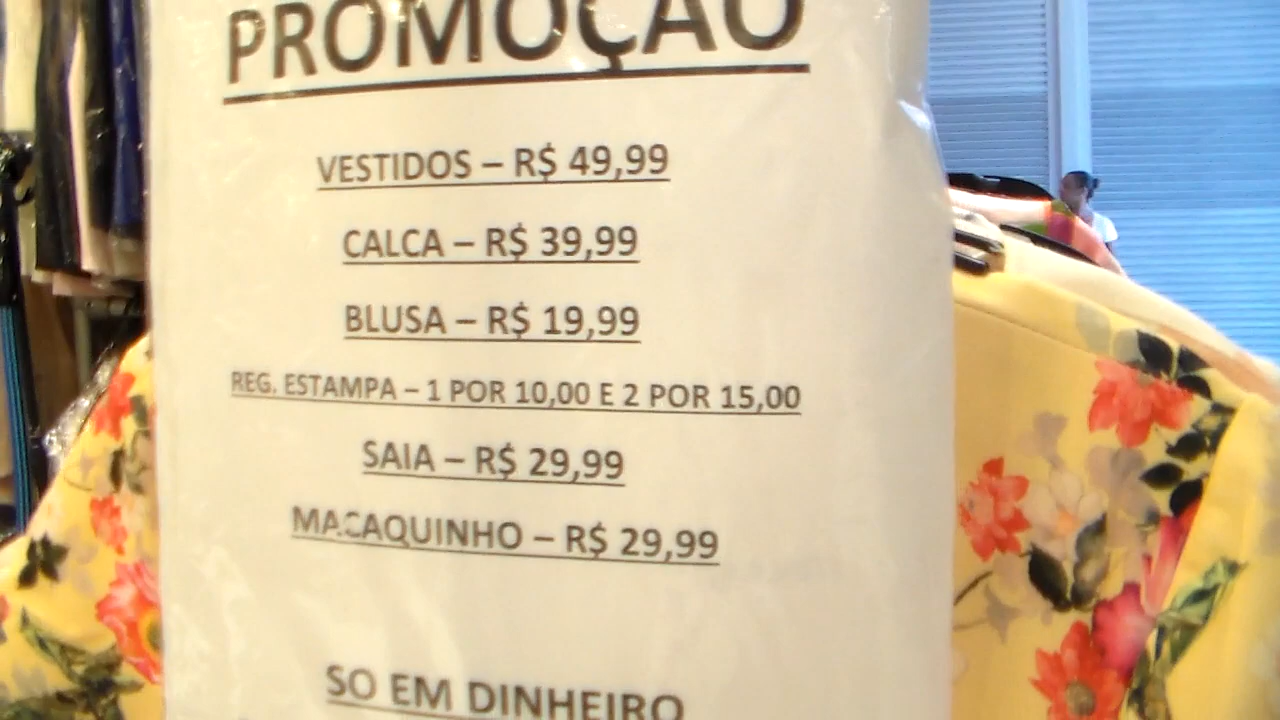 PROMOÇÃO
VESTIDOS – R$ 49,99
CALCA – R$ 39,99
BLUSA – R$ 19,99
REG. ESTAMPA – 1 POR 10,00 E 2 POR 15,00
SAIA – R$ 29,99
MACAQUINHO – R$ 29,99
SO EM DINHEIRO